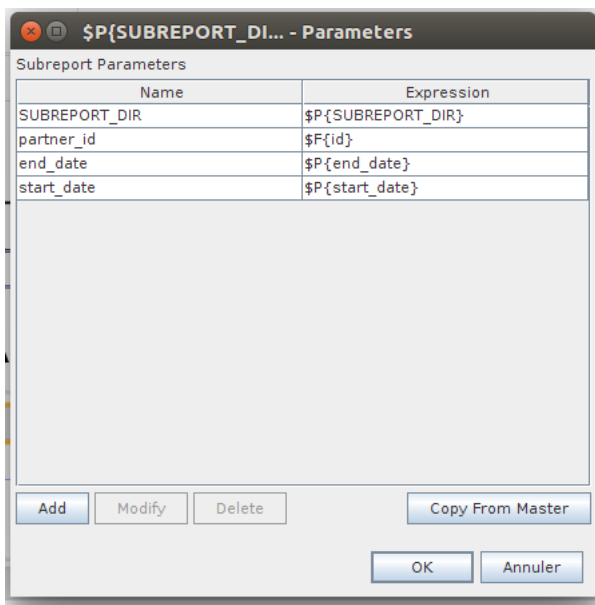 $P{SUBREPORT_DI... - Parameters
Subreport Parameters
Name Expression
SUBREPORT_DIR $P{SUBREPORT_DIR}
partner_id $F{id}
end_date $P{end_date}
start_date $P{start_date}
Add Modify Delete Copy From Master
OK Annuler